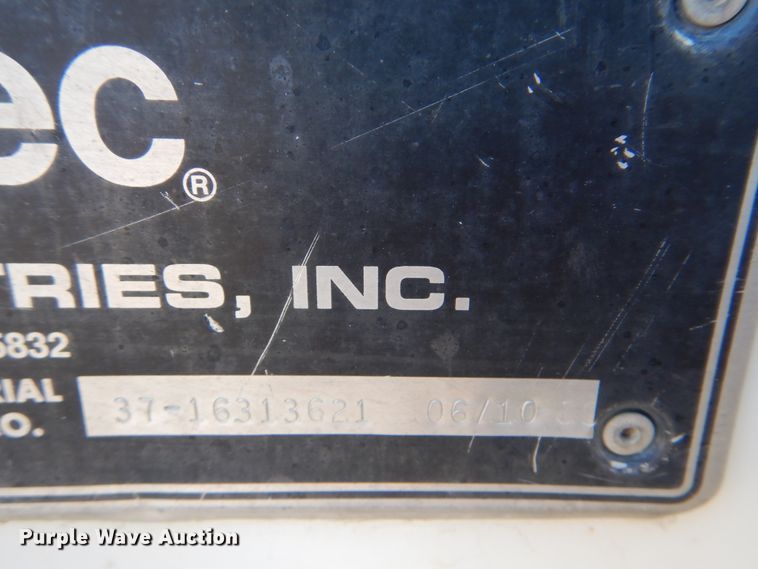 ec®
TRIES, INC.
5832
RIAL 37-16313621 06/10
O.
Purple Wave Auction